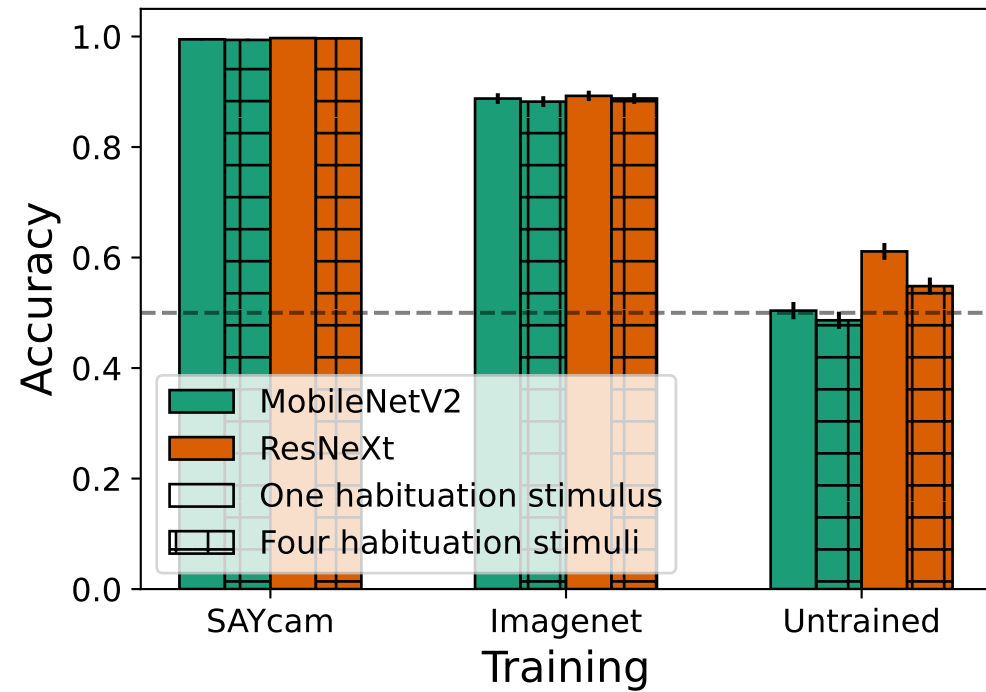 1.0
0.8
0.6
0.4
0.2
0.0
Accuracy
MobileNetV2
ResNeXt
One habituation stimulus
Four habituation stimuli
SAYcam Imagenet Untrained
Training